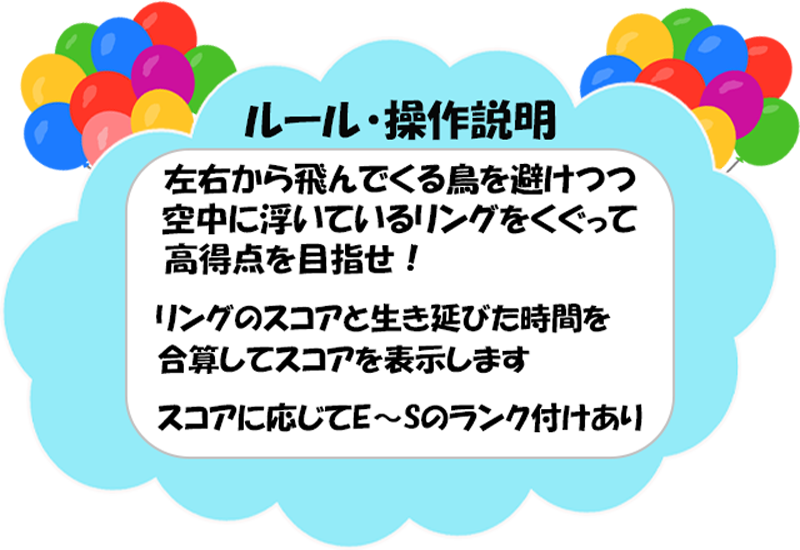 ルール・操作説明
左右から飛んでくる鳥を避けつつ
空中に浮いているリングをくぐって
高得点を目指せ！
リングのスコアと生き延びた時間を
合算してスコアを表示します
スコアに応じてE～Sのランク付けあり